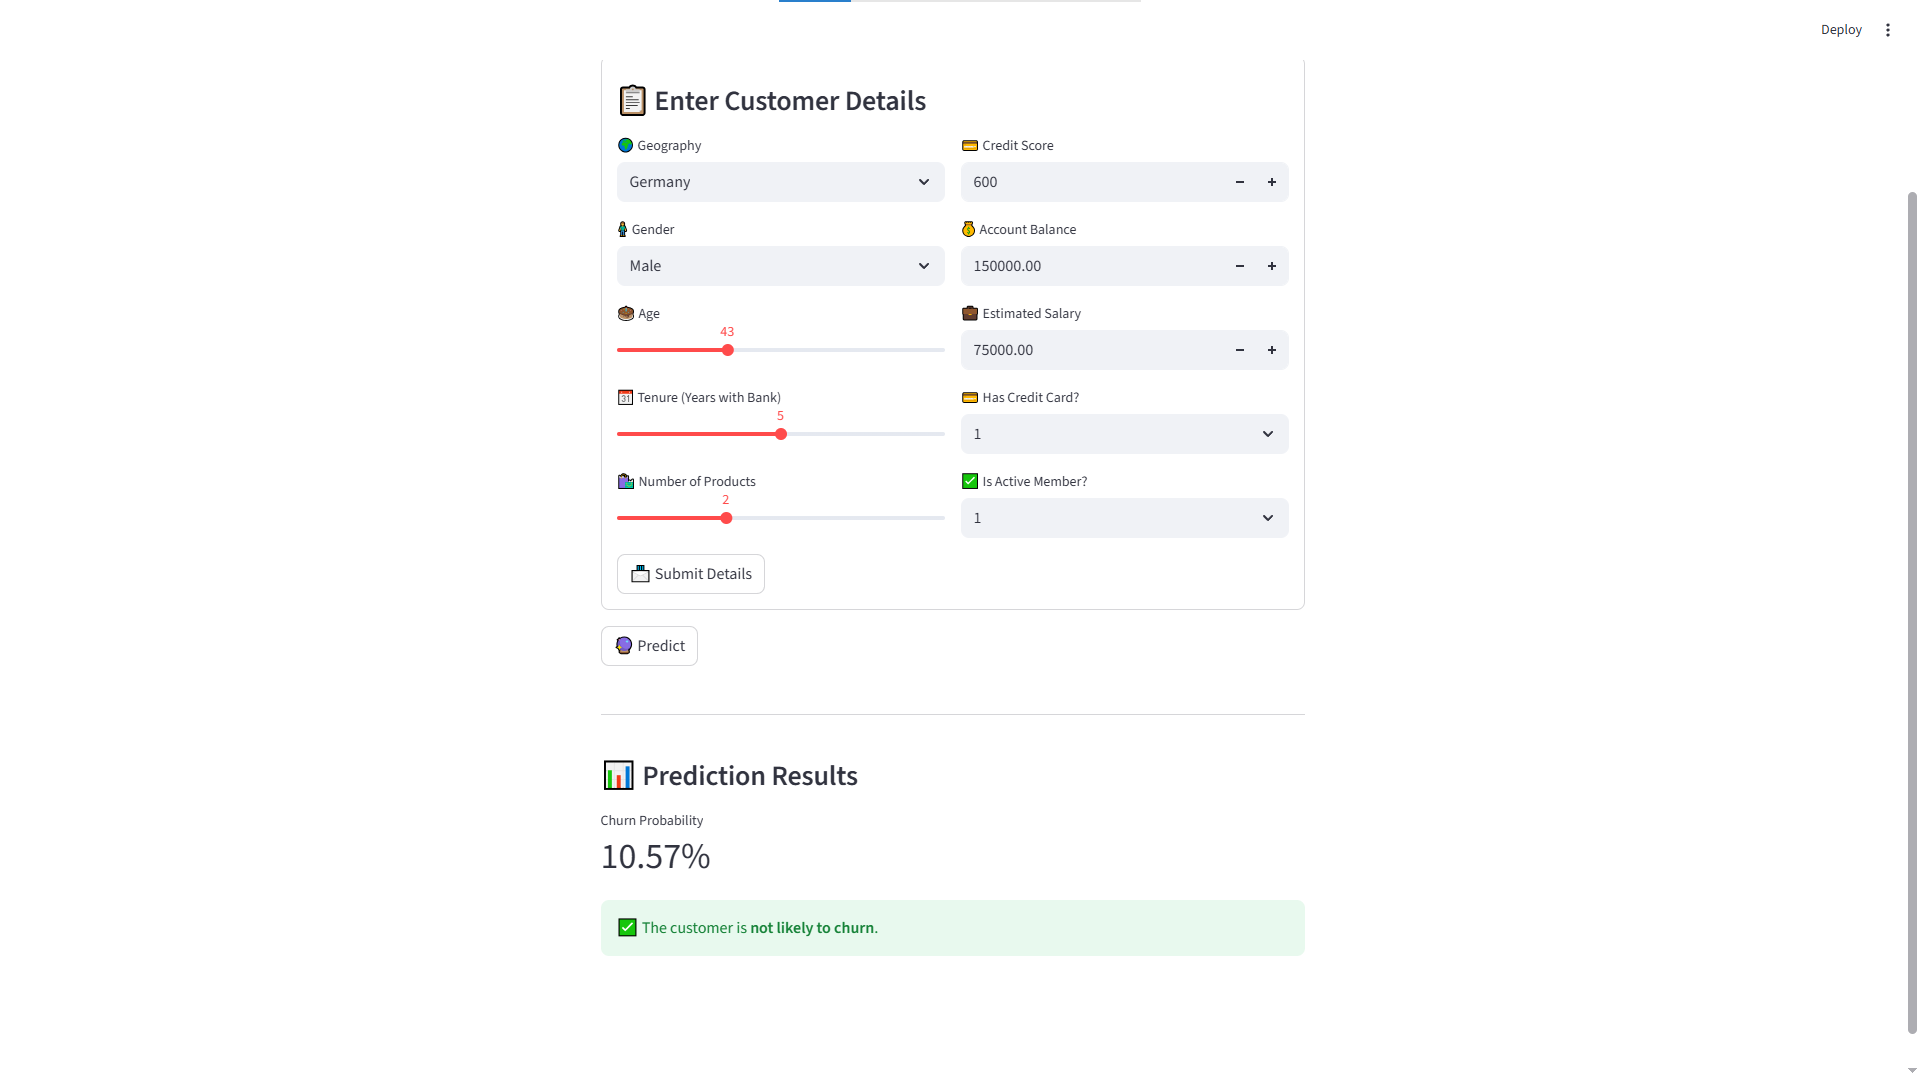 Deploy
Enter Customer Details
Geography
Germany
Gender
Male
Age
43
Tenure (Years with Bank)
5
Number of Products
2
Credit Score
600
Account Balance
150000.00
Estimated Salary
75000.00
Has Credit Card?
1
Is Active Member?
1
Submit Details
Predict
Prediction Results
Churn Probability
10.57%
The customer is not likely to churn.